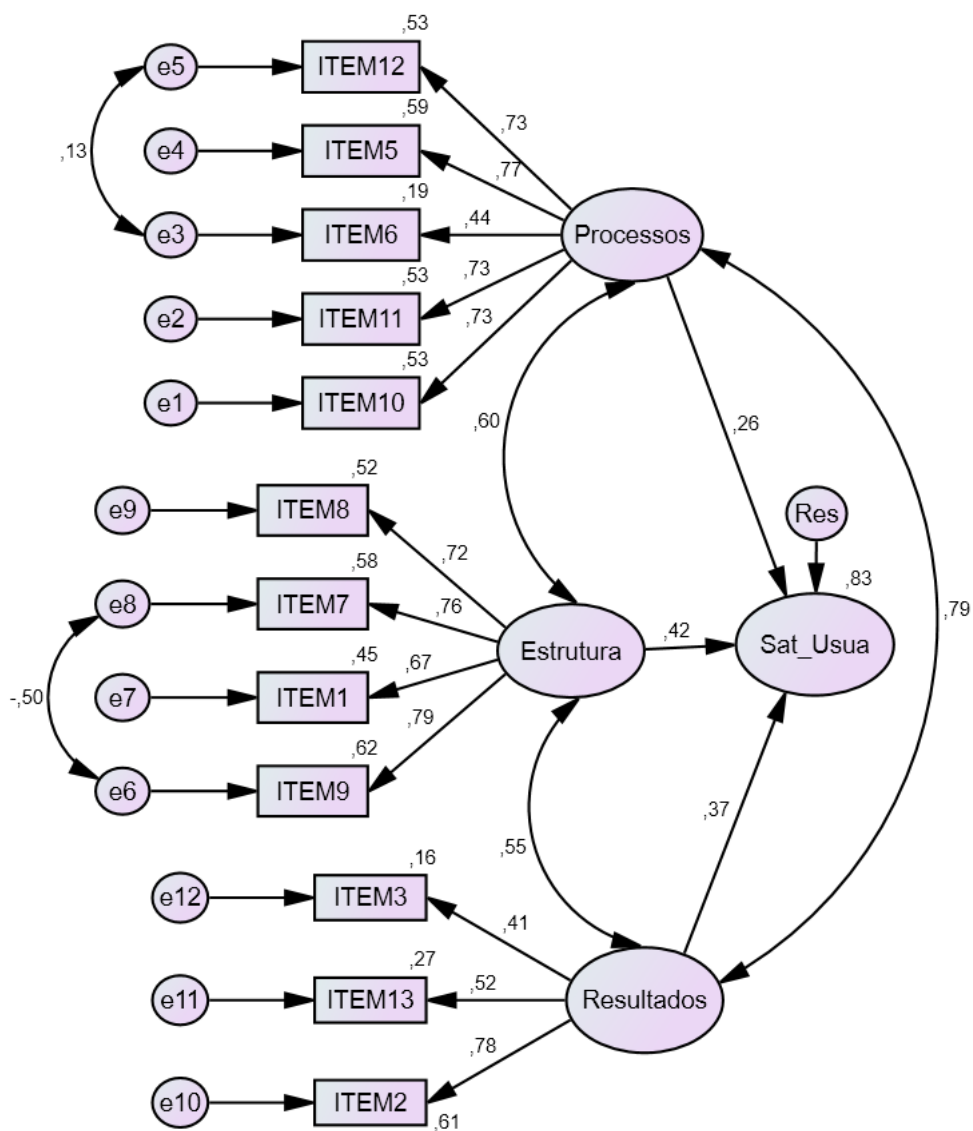 ,53
e5
ITEM12
,73
,59
e4
ITEM5
,77
,13
,19
e3
ITEM6
,44
Processos
,53
e2
ITEM11
,73
,73
,53
e1
ITEM10
,60
,26
,52
e9
ITEM8
,72
Res
,58
e8
ITEM7
,76
,83
,79
,45
Estrutura
,42
Sat_Usua
-,50
e7
ITEM1
,67
,79
,62
e6
ITEM9
,37
,55
,16
e12
ITEM3
,41
,27
e11
ITEM13
,52
Resultados
,78
e10
ITEM2
,61